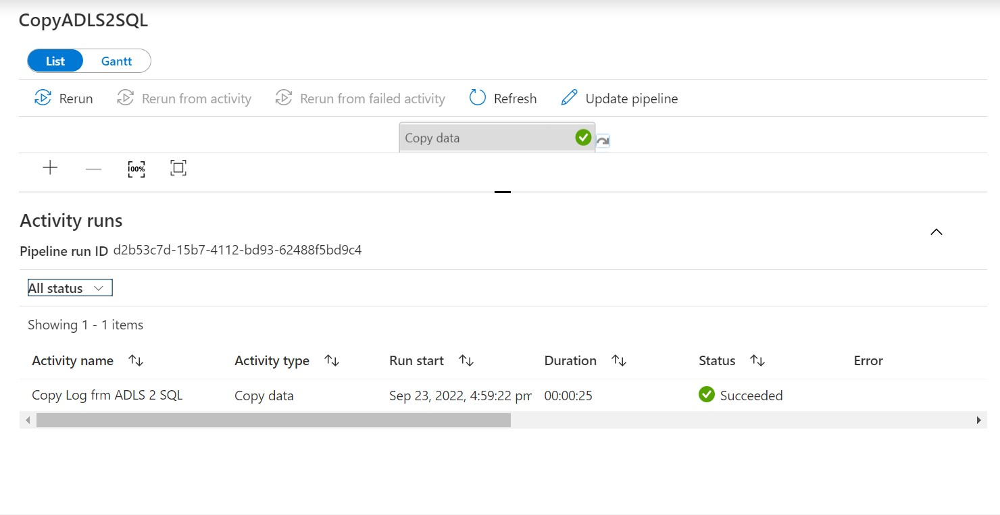 CopyADLS2SQL
List Gantt
Rerun Rerun from activity Rerun from failed activity Refresh Update pipeline
Copy data
100%
Activity runs
Pipeline run ID d2b53c7d-15b7-4112-bd93-62488f5bd9c4
All status
Showing 1 - 1 items
Activity name Activity type Run start Duration Status Error
Copy Log frm ADLS 2 SQL Copy data Sep 23, 2022, 4:59:22 pm 00:00:25 Succeeded